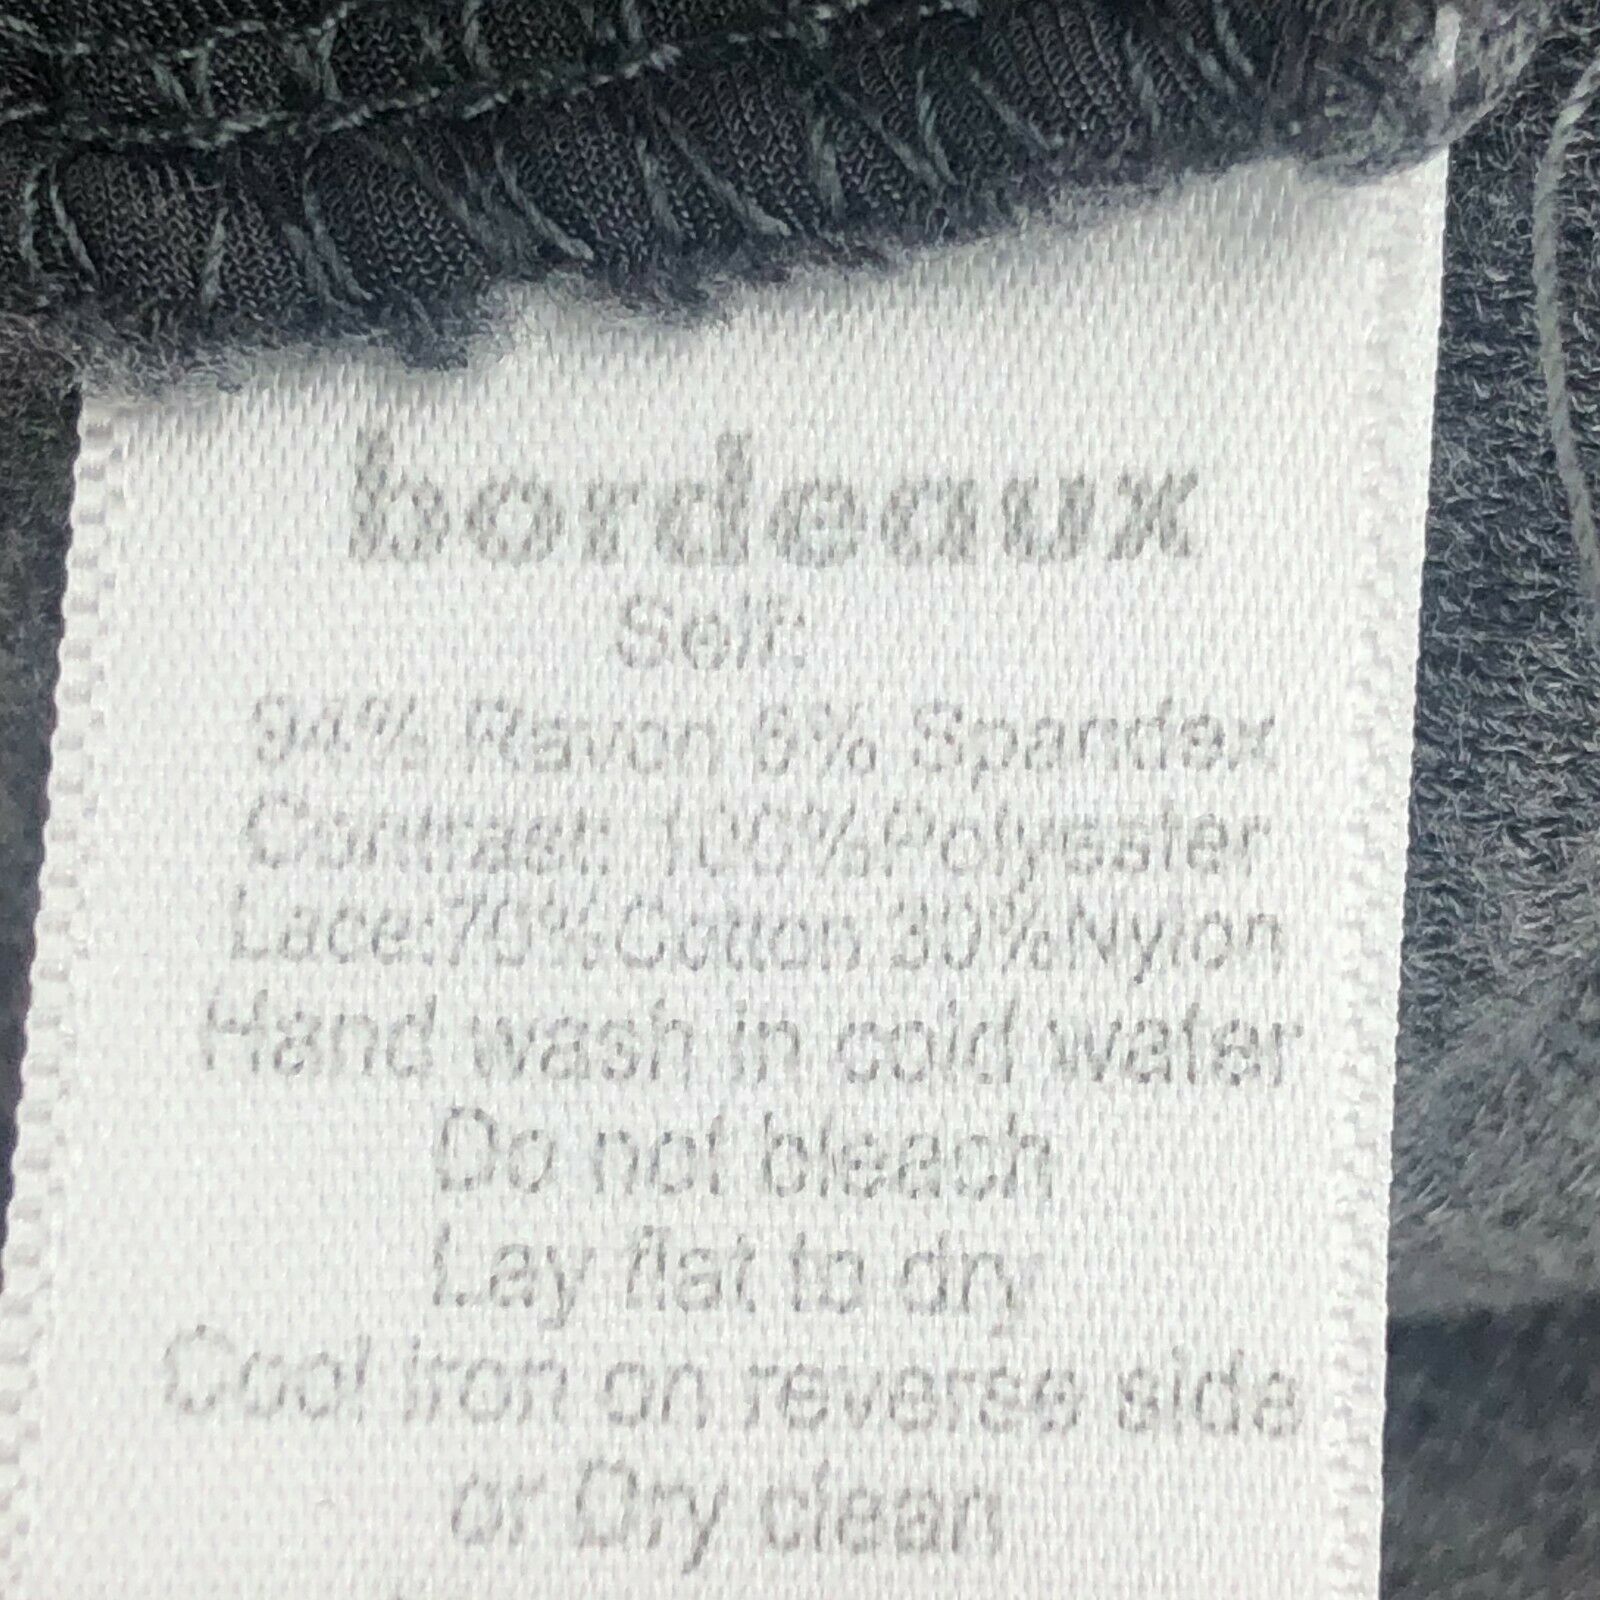 bordeaux
Self:
94% Rayon 6% Spandex
Contrast: 100%Polyester
Lace:70%Cotton 30%Nylon
Hand wash in cold water
Do not bleach
Lay flat to dry
Cool iron on reverse side
or Dry clean